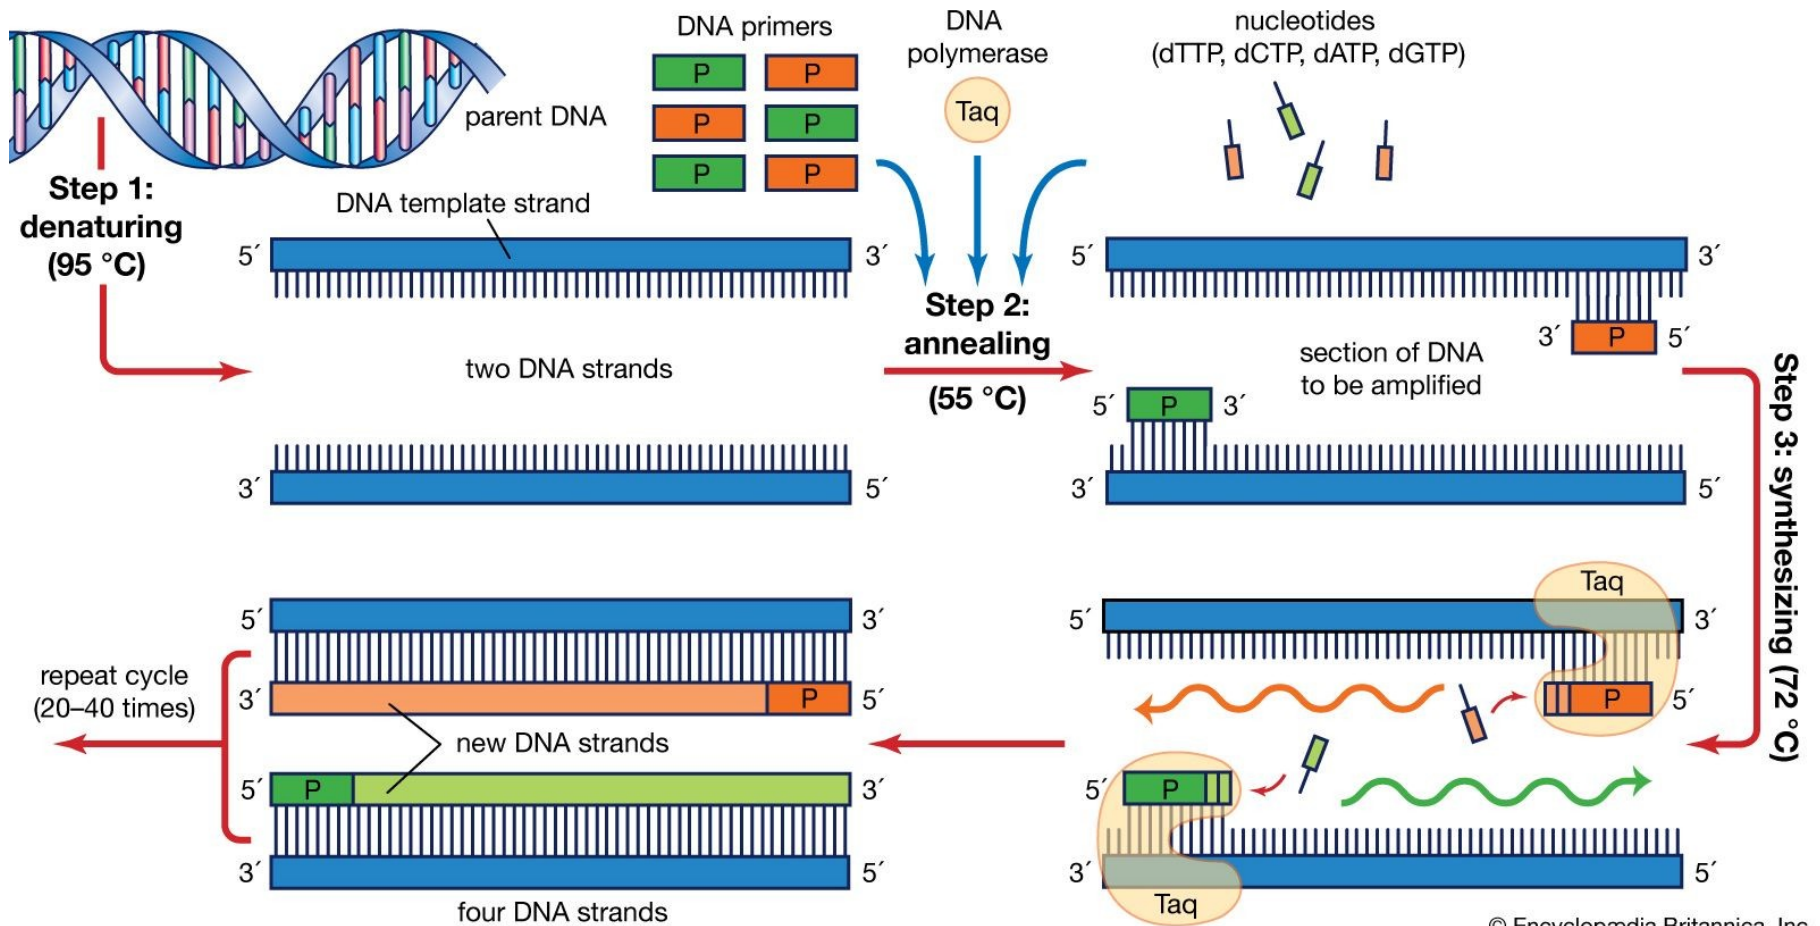 DNA primers
P P
P P
P P
DNA
polymerase
Taq
nucleotides
(dTTP, dCTP, dATP, dGTP)
parent DNA
Step 1:
denaturing
(95 °C)
DNA template strand
5′ 3′
two DNA strands
3′ 5′
Step 2:
annealing
(55 °C)
5′ 3′
3′ P 5′
section of DNA
to be amplified
5′ P 3′
3′ 5′
Step 3: synthesizing (72 °C)
Taq
5′ 3′
P 5′
5′ P
3′ 5′
Taq
5′ 3′
3′ P 5′
new DNA strands
5′ P 3′
3′ 5′
four DNA strands
repeat cycle
(20–40 times)
© Encyclopædia Britannica, Inc.